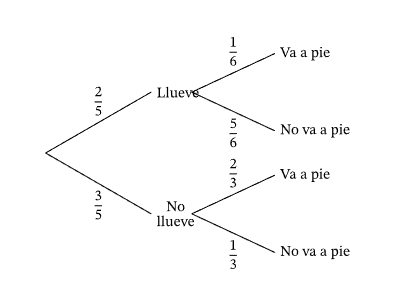 1/6
Va a pie
2/5
Llueve
5/6
No va a pie
2/3
Va a pie
3/5
No
llueve
1/3
No va a pie